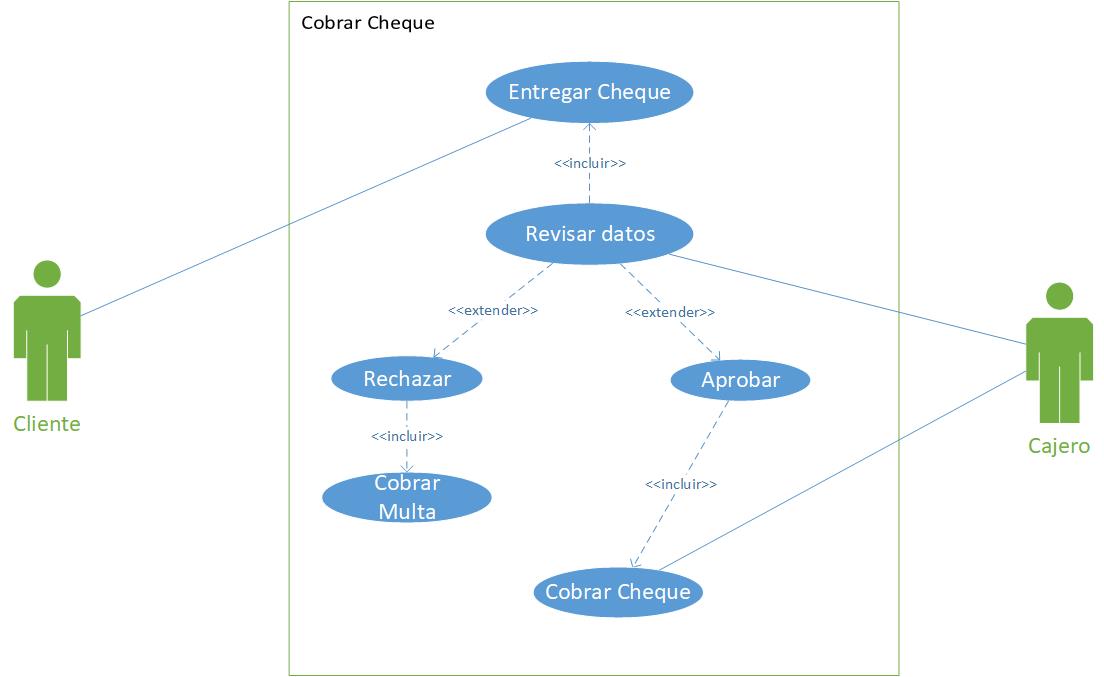 Cobrar Cheque
Entregar Cheque
<<incluir>>
Revisar datos
<<extender>>
<<extender>>
Rechazar
Aprobar
Cliente
<<incluir>>
Cajero
Cobrar
Multa
<<incluir>>
Cobrar Cheque